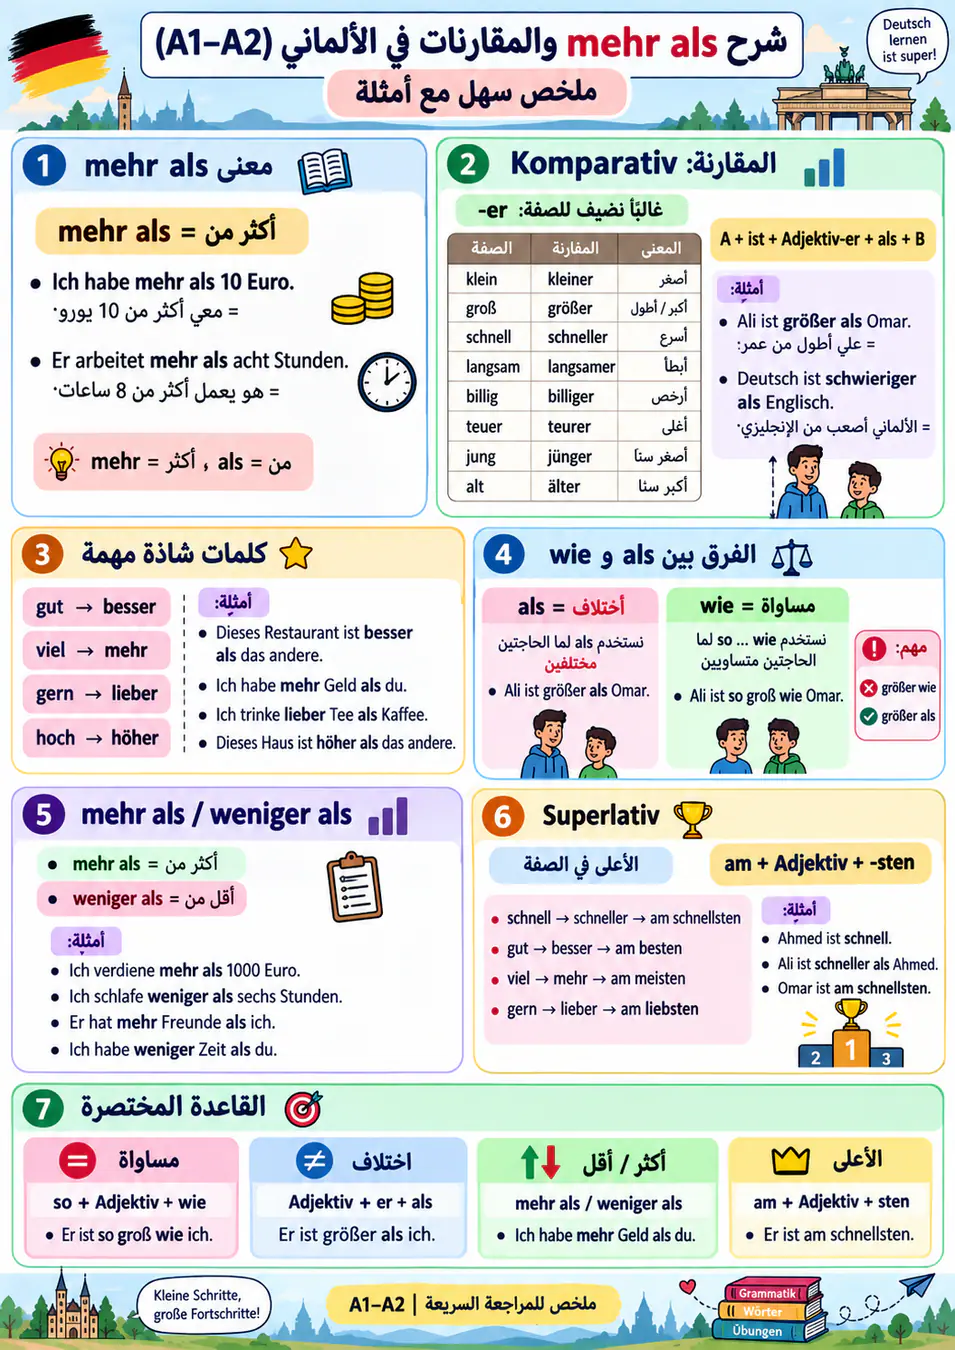 شرح mehr als والمقارنات في الألماني (A1–A2)
ملخص سهل مع أمثلة
Deutsch
lernen
ist super!
1 معنى mehr als
mehr als = أكثر من
• Ich habe mehr als 10 Euro.
= معي أكثر من 10 يورو.
• Er arbeitet mehr als acht Stunden.
= هو يعمل أكثر من 8 ساعات.
mehr = أكثر ، als = من
2 Komparativ :المقارنة
غالبًا نضيف للصفة: -er
الصفة المقارنة المعنى
klein kleiner أصغر
groß größer أكبر / أطول
schnell schneller أسرع
langsam langsamer أبطأ
billig billiger أرخص
teuer teurer أغلى
jung jünger أصغر سنًا
alt älter أكبر سنًا
A + ist + Adjektiv-er + als + B
أمثلة:
• Ali ist größer als Omar.
= علي أطول من عمر:
• Deutsch ist schwieriger
als Englisch.
= الألماني أصعب من الإنجليزي.
3 كلمات شاذة مهمة
gut → besser
viel → mehr
gern → lieber
hoch → höher
أمثلة:
• Dieses Restaurant ist besser
als das andere.
• Ich habe mehr Geld als du.
• Ich trinke lieber Tee als Kaffee.
• Dieses Haus ist höher als das andere.
4 الفرق بين als و wie
als = أختلاف
نستخدم als لما الحاجتين
مختلفين
• Ali ist größer als Omar.
wie = مساواة
نستخدم so ... wie لما
الحاجتين متساويين
• Ali ist so groß wie Omar.
مهم:
größer wie
größer als
5 mehr als / weniger als
• mehr als = أكثر من
• weniger als = أقل من
أمثلة:
• Ich verdiene mehr als 1000 Euro.
• Ich schlafe weniger als sechs Stunden.
• Er hat mehr Freunde als ich.
• Ich habe weniger Zeit als du.
6 Superlativ
الأعلى في الصفة
am + Adjektiv + -sten
• schnell → schneller → am schnellsten
• gut → besser → am besten
• viel → mehr → am meisten
• gern → lieber → am liebsten
أمثلة:
• Ahmed ist schnell.
• Ali ist schneller als Ahmed.
• Omar ist am schnellsten.
2 1 3
7 القاعدة المختصرة
= مساواة
so + Adjektiv + wie
• Er ist so groß wie ich.
≠ اختلاف
Adjektiv + er + als
Er ist größer als ich.
أكثر / أقل
mehr als / weniger als
• Ich habe mehr Geld als du.
الأعلى
am + Adjektiv + sten
• Er ist am schnellsten.
Kleine Schritte,
große Fortschritte!
ملخص للمراجعة السريعة | A1–A2
Grammatik
Wörter
Übungen